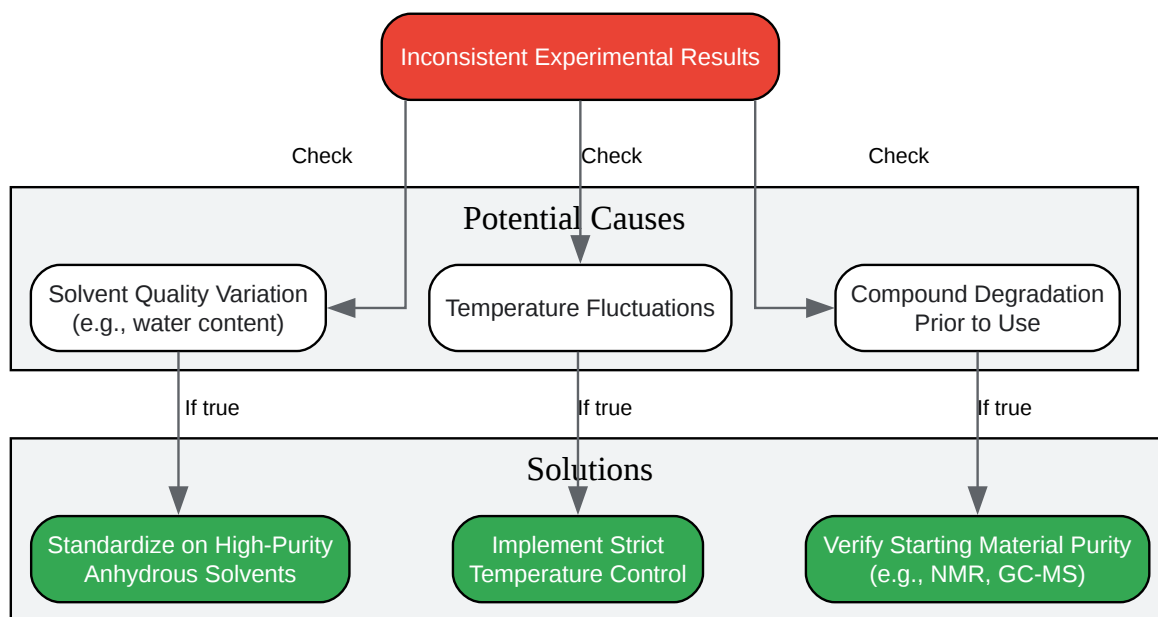 Inconsistent Experimental Results
Check
Check
Check
Potential Causes
Solvent Quality Variation
(e.g., water content)
Temperature Fluctuations
Compound Degradation
Prior to Use
If true
If true
If true
Solutions
Standardize on High-Purity
Anhydrous Solvents
Implement Strict
Temperature Control
Verify Starting Material Purity
(e.g., NMR, GC-MS)